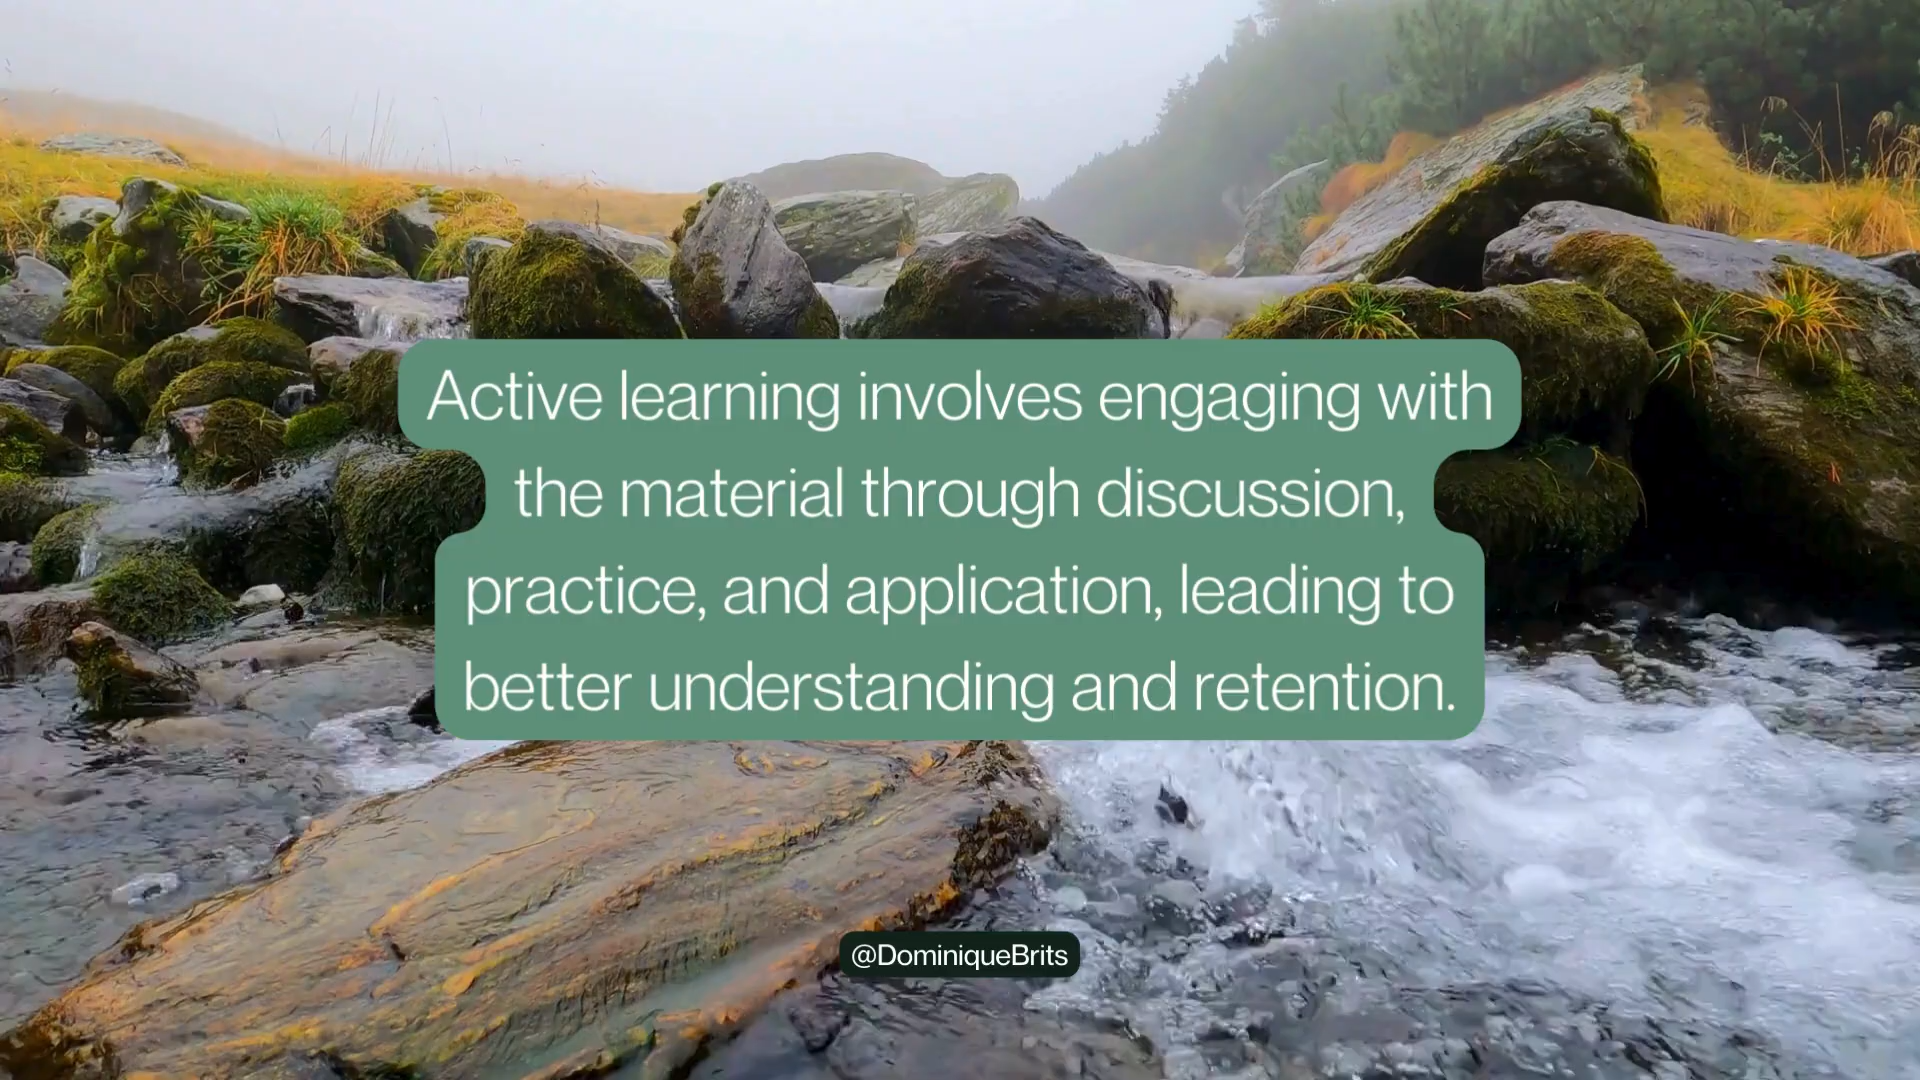 Active learning involves engaging with
the material through discussion,
practice, and application, leading to
better understanding and retention.
@DominiqueBrits